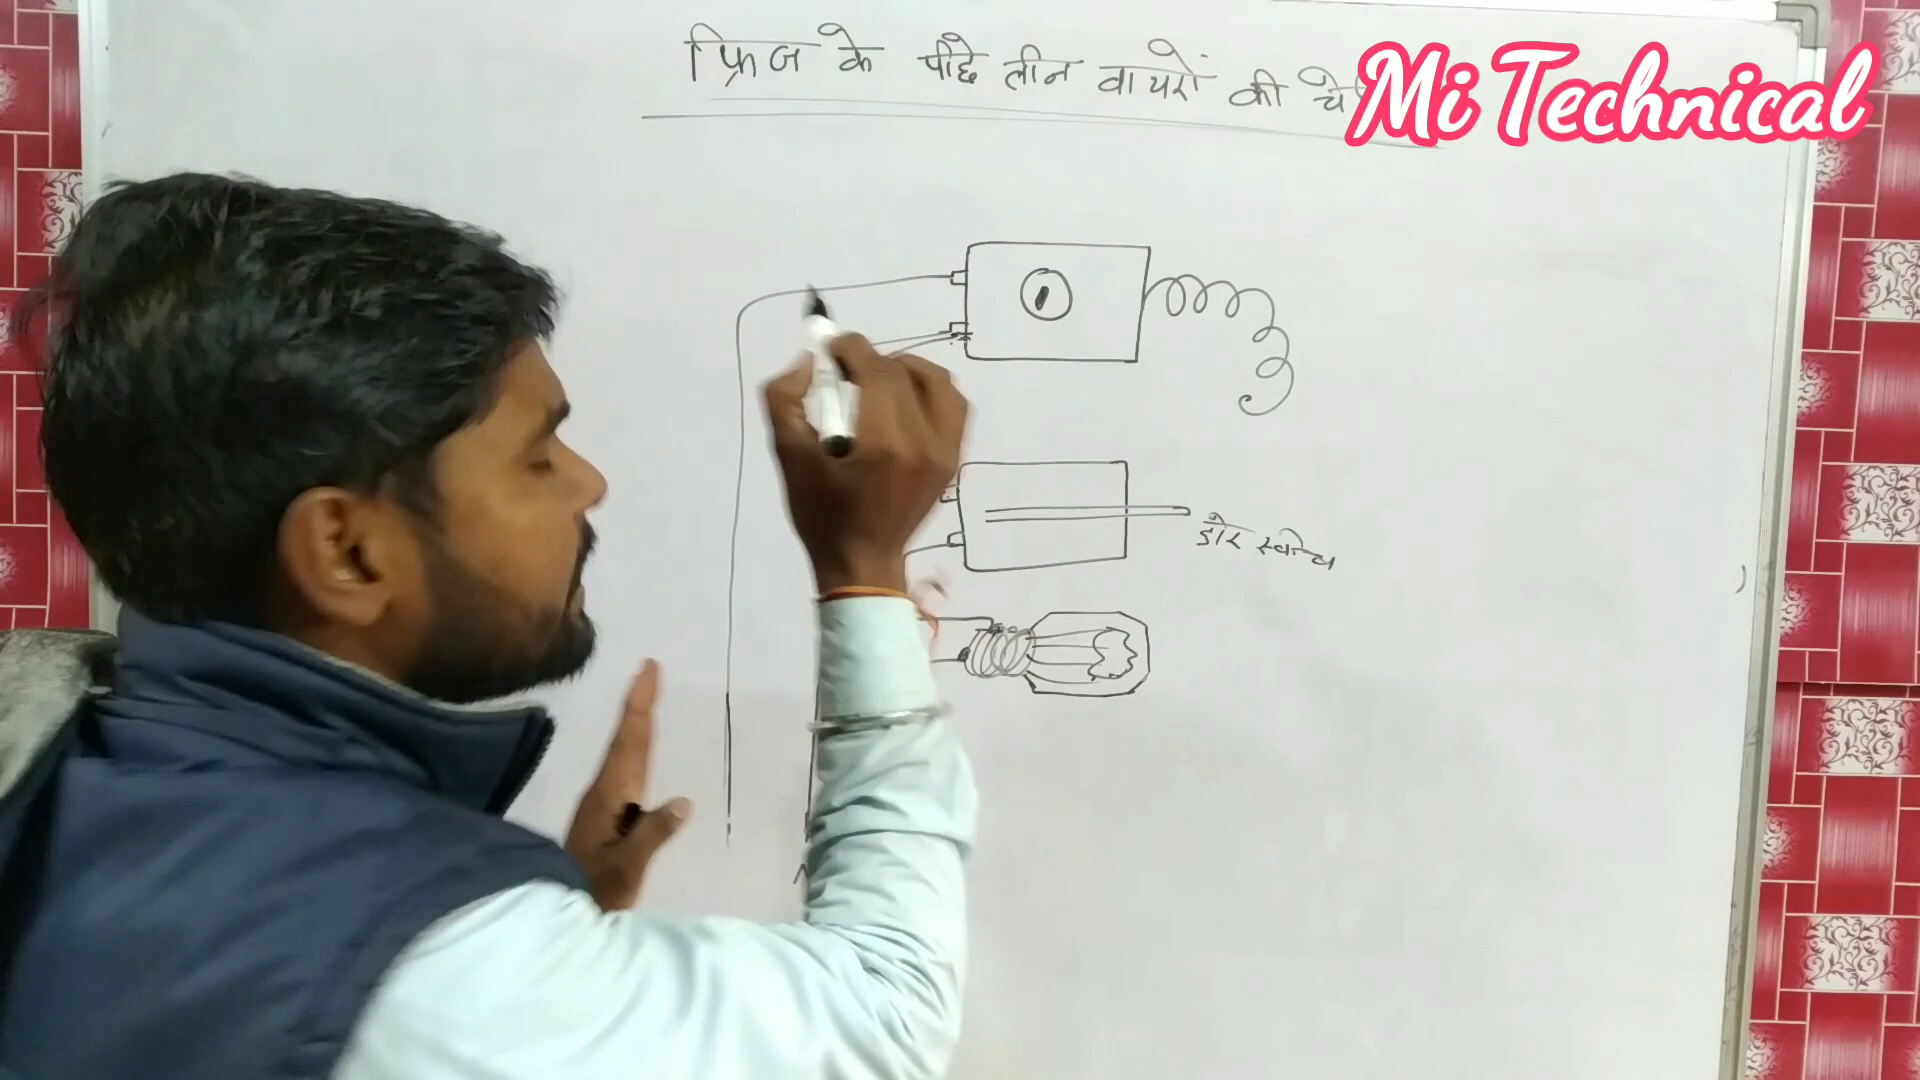 फ्रिज के पीछे तीन वायरों की
Mi Technical
डोर स्वीच